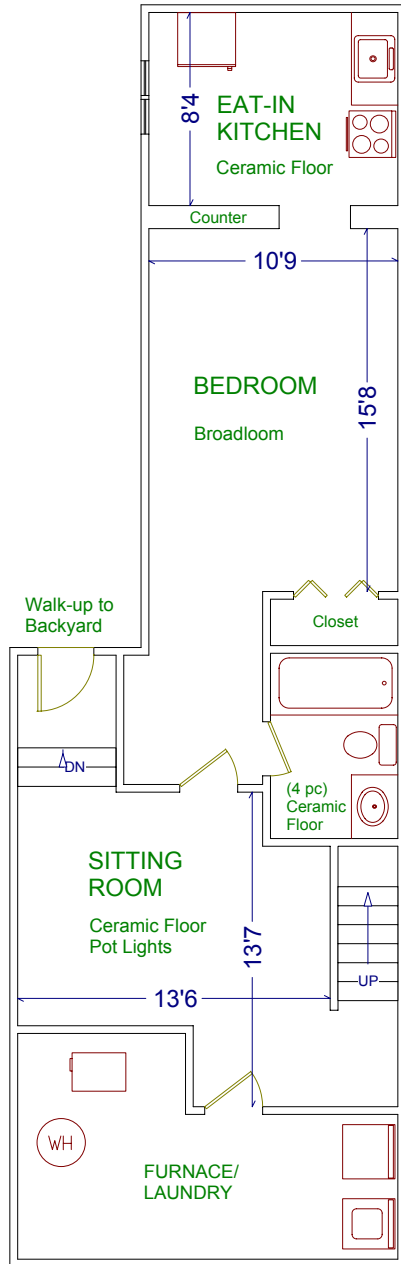 8'4
EAT-IN
KITCHEN
Ceramic Floor
Counter
10'9
BEDROOM
Broadloom
15'8
Walk-up to
Backyard
Closet
DN
(4 pc)
Ceramic
Floor
SITTING
ROOM
Ceramic Floor
Pot Lights
13'7
13'6
UP
WH
FURNACE/
LAUNDRY